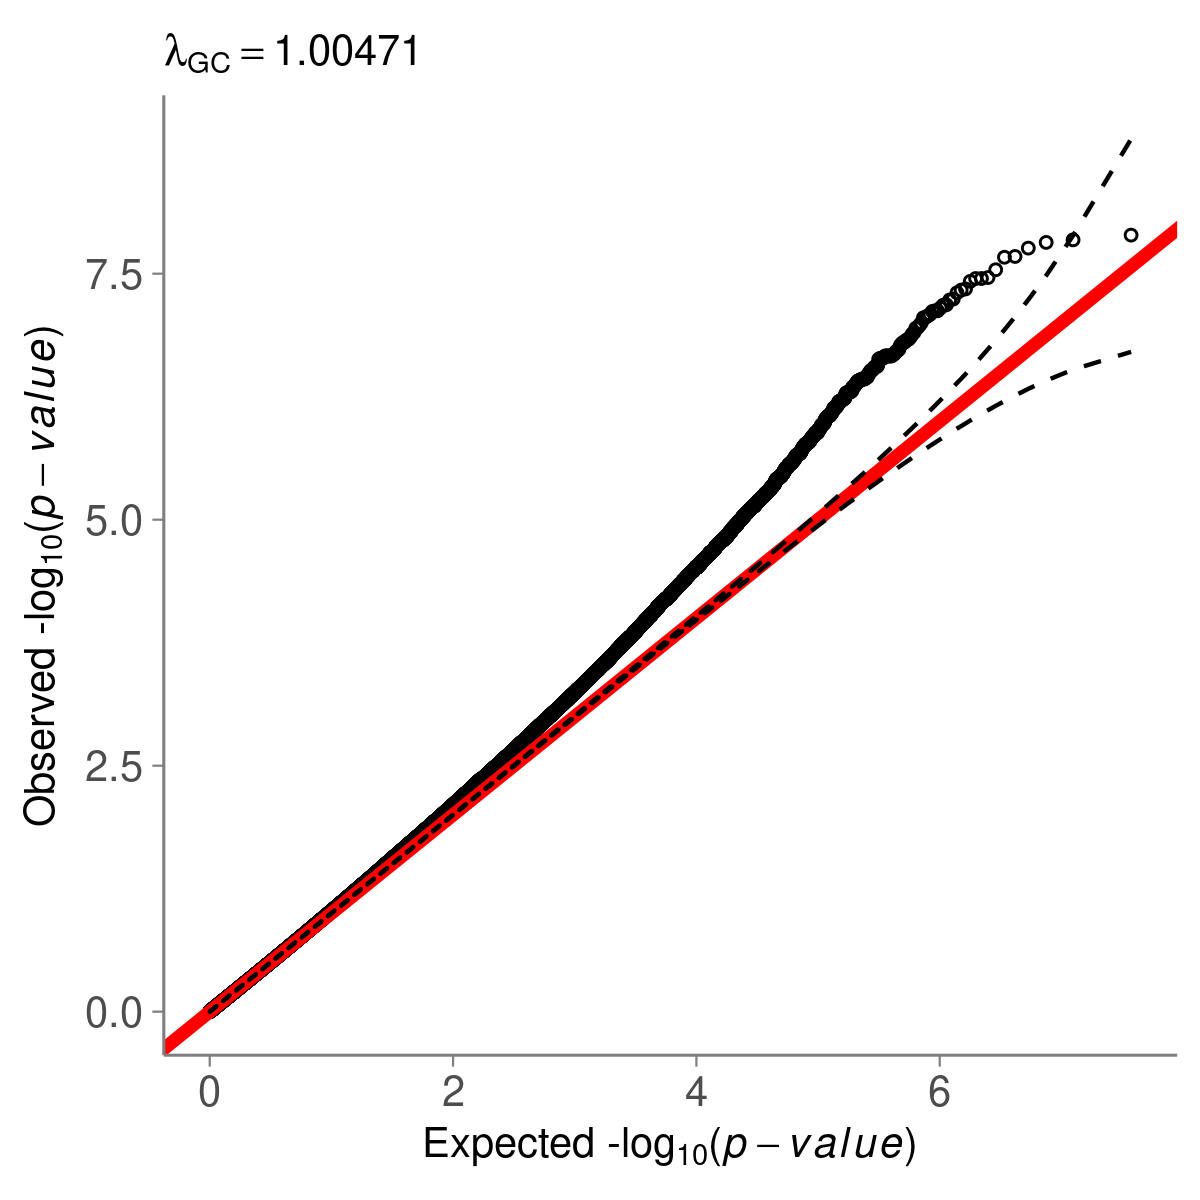 λGC = 1.00471
Observed -log10(p − value)
7.5
5.0
2.5
0.0
0 2 4 6
Expected -log10(p − value)